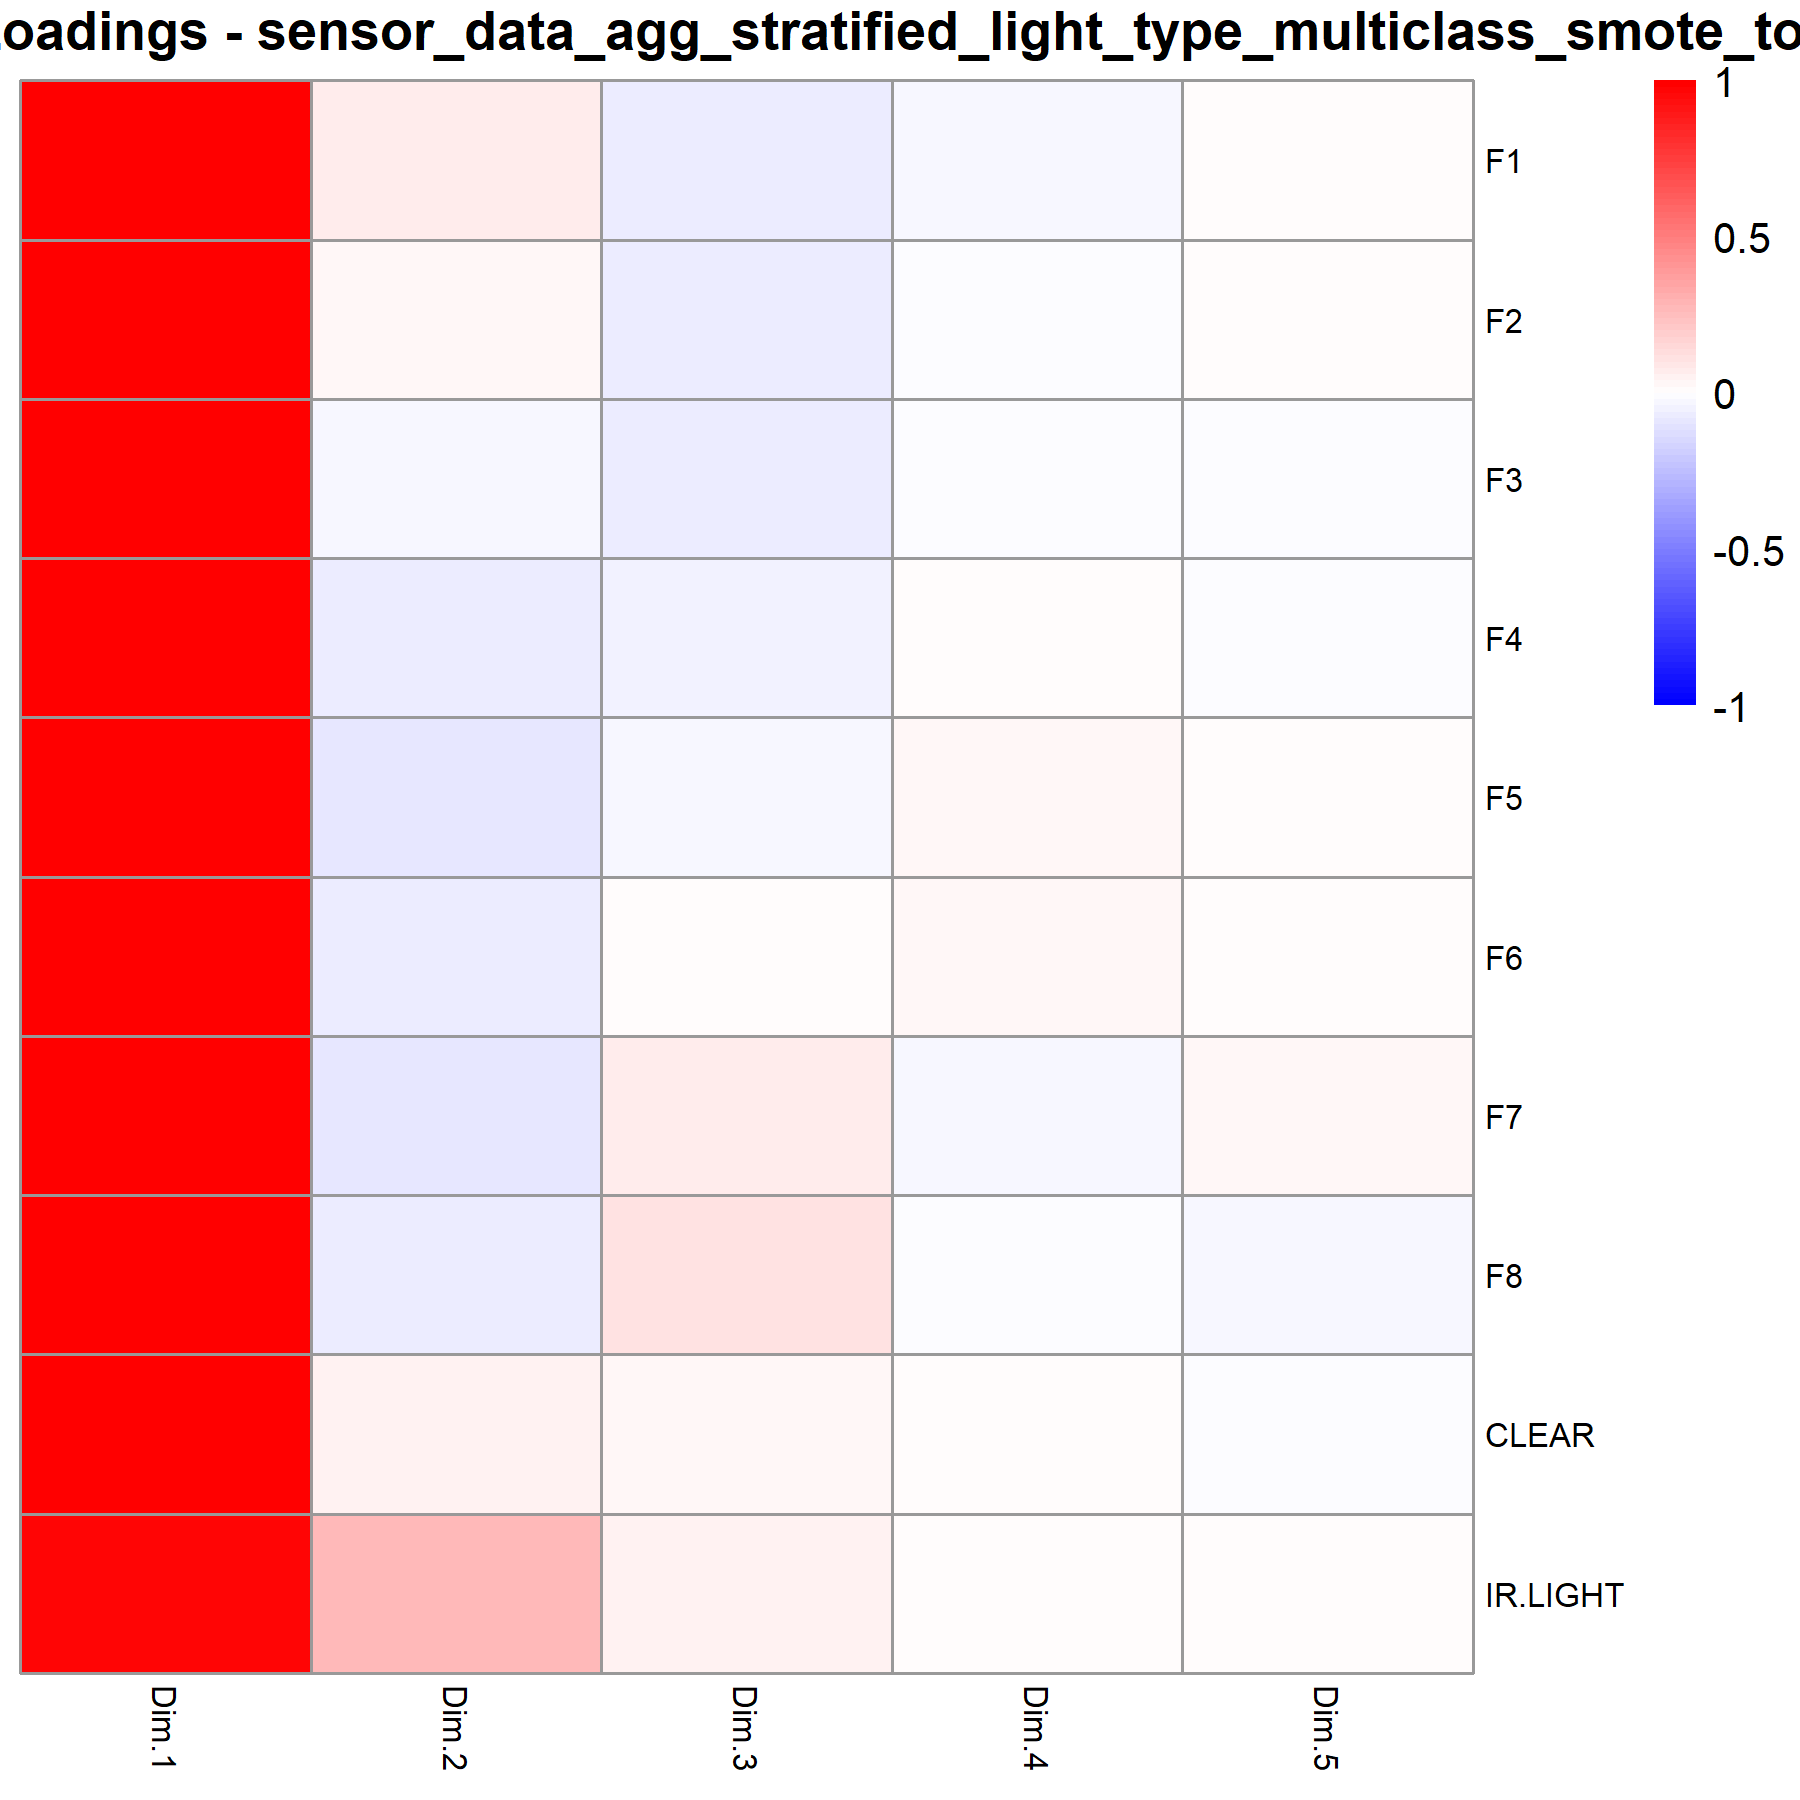 oadings - sensor_data_agg_stratified_light_type_multiclass_smote_to
1
0.5
0
-0.5
-1
F1
F2
F3
F4
F5
F6
F7
F8
CLEAR
IR.LIGHT
Dim.1
Dim.2
Dim.3
Dim.4
Dim.5